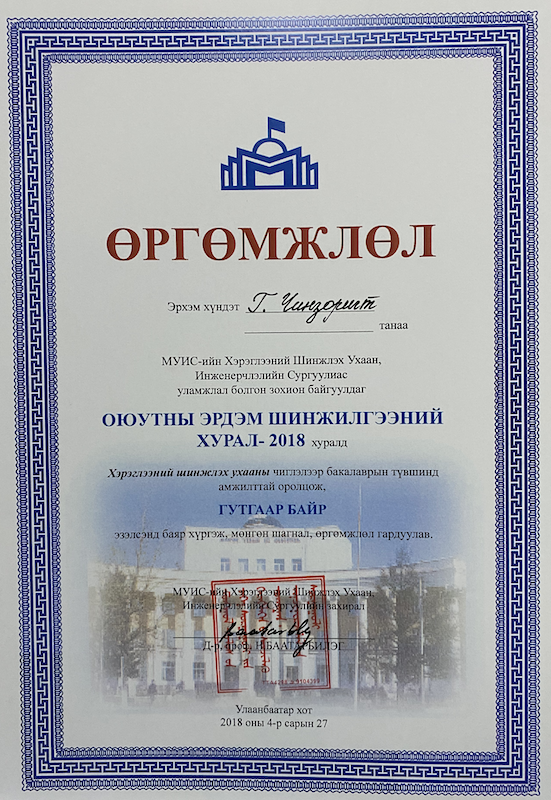 ӨРГӨМЖЛӨЛ
Эрхэм хүндэт Г. Чинзориг
танаа
МУИС-ийн Хэрэглээний Шинжлэх Ухаан,
Инженерчлэлийн Сургуулиас
уламжлал болгон зохион байгуулдаг
ОЮУТНЫ ЭРДЭМ ШИНЖИЛГЭЭНИЙ
ХУРАЛ- 2018 хуралд
Хэрэглээний шинжлэх ухааны чиглэлээр бакалаврын түвшинд
амжилттай оролцож,
ГУТГААР БАЙР
эзэлсэнд баяр хүргэж, мөнгөн шагнал, өргөмжлөл гардуулав.
МУИС-ийн Хэрэглээний Шинжлэх Ухаан,
Инженерчлэлийн Сургуулийн захирал
Д-р, проф. Н.БААТАРБИЛЭГ
Улаанбаатар хот
2018 оны 4-р сарын 27